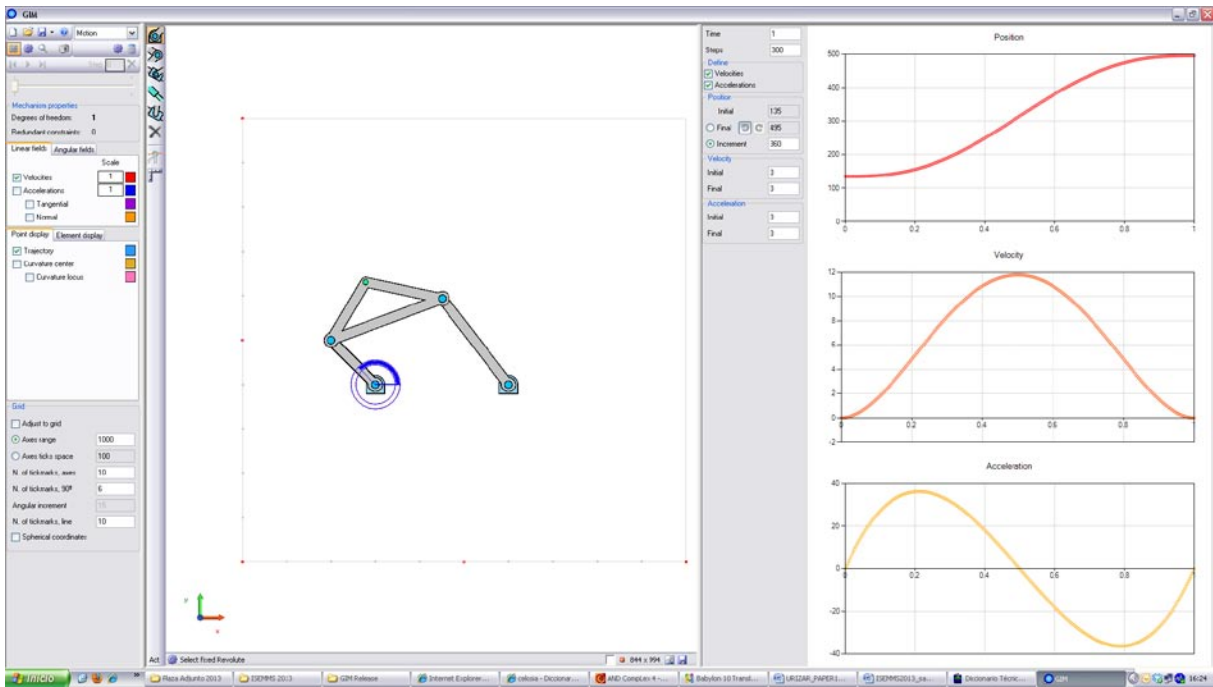 GIM
Motion
Mechanism properties
Degrees of freedom: 1
Redundant constraints: 0
Linear fields Angular fields
Scale
Velocities 1
Accelerations 1
Tangential
Normal
Point display Element display
Trajectory
Curvature center
Curvature locus
Grid
Adjust to grid
Axes range 1000
Axes ticks space 100
N. of tickmarks, axes 10
N. of tickmarks, 90º 6
Angular increment 15
N. of tickmarks, line 10
Spherical coordinates
y
x
Act Select fixed Revolute
844 x 994
Time 1
Steps 300
Define
Velocities
Accelerations
Position
Initial 135
Final 495
Increment 360
Velocity
Initial 3
Final 3
Acceleration
Initial 3
Final 3
Position
500
400
300
200
100
0
0 0.2 0.4 0.6 0.8 1
Velocity
12
10
8
6
4
2
0
-2
0 0.2 0.4 0.6 0.8 1
Acceleration
40
20
0
-20
-40
0 0.2 0.4 0.6 0.8 1
Inicio
Plaza Adjunto 2013
ISEMMS 2013
GIM Release
Internet Explorer...
celosia - Diccionar...
AND CompLex 4 -...
Babylon 10 Transl...
URIZAR_PAPER1...
ISEMMS2013_sa...
Diccionario Técnic...
GIM
16:24